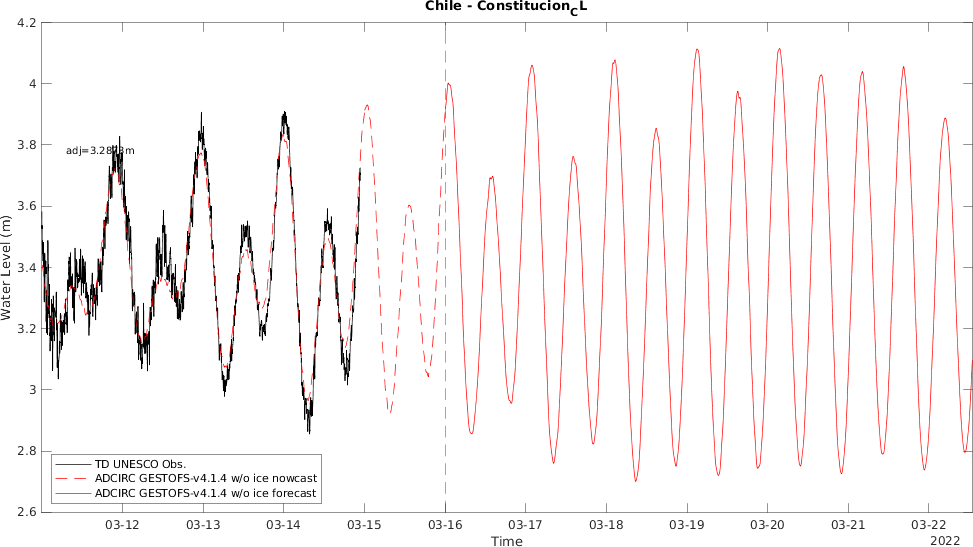 Chile - Constitucion_CL
4.2
4
3.8
3.6
3.4
3.2
3
2.8
2.6
Water Level (m)
TD UNESCO Obs.
ADCIRC GESTOFS-v4.1.4 w/o ice nowcast
ADCIRC GESTOFS-v4.1.4 w/o ice forecast
03-12 03-13 03-14 03-15 03-16 03-17 03-18 03-19 03-20 03-21 03-22
Time
2022